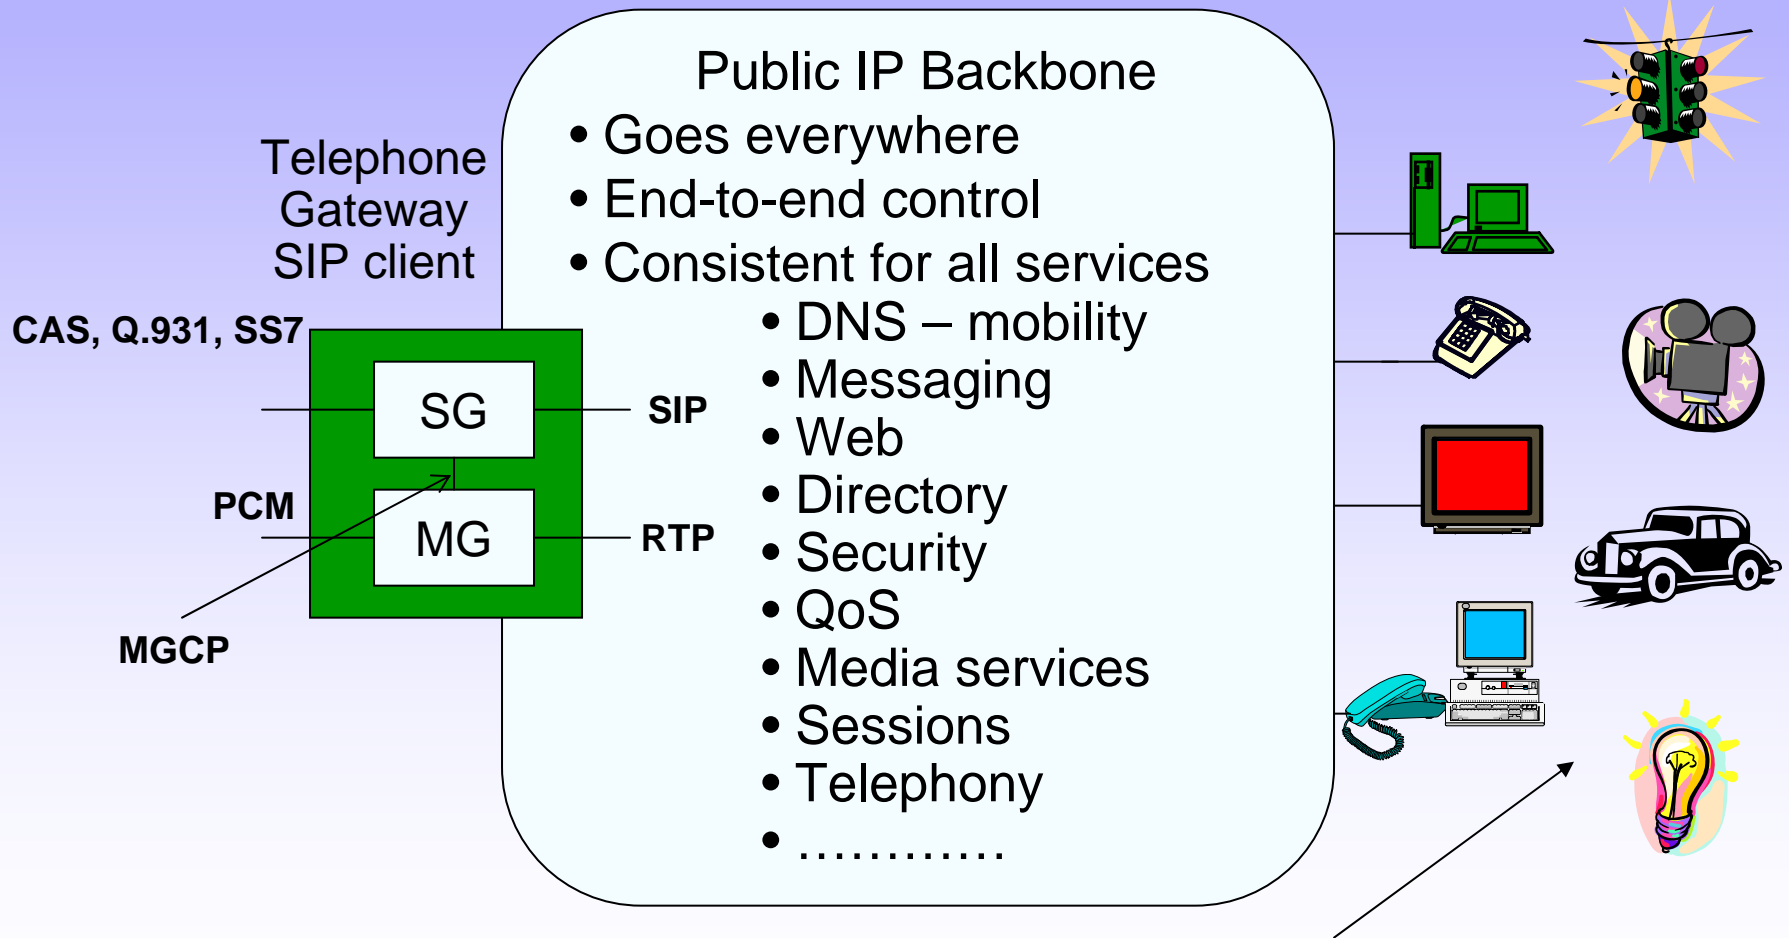 Public IP Backbone
• Goes everywhere
• End-to-end control
• Consistent for all services
• DNS – mobility
• Messaging
• Web
• Directory
• Security
• QoS
• Media services
• Sessions
• Telephony
• …………
Telephone
Gateway
SIP client
CAS, Q.931, SS7
SG
SIP
PCM
MG
RTP
MGCP